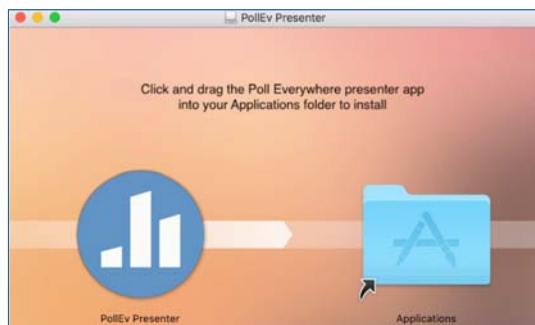 PollEv Presenter
Click and drag the Poll Everywhere presenter app
into your Applications folder to install
PollEv Presenter
Applications